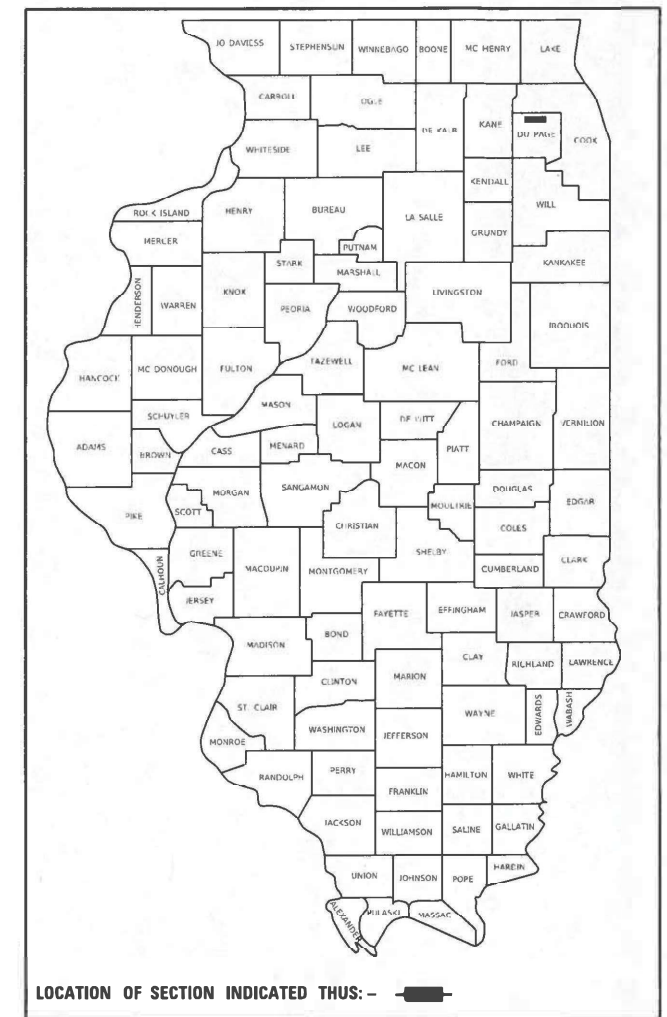 JO DAVIESS STEPHENSON WINNEBAGO BOONE MC HENRY LAKE
CARROLL OGLE DE KALB KANE DU PAGE COOK
WHITESIDE LEE
KENDALL WILL
ROCK ISLAND HENRY BUREAU LA SALLE GRUNDY
MERCER PUTNAM KANKAKEE
STARK MARSHALL
HENDERSON WARREN KNOX PEORIA WOODFORD LIVINGSTON IROQUOIS
HANCOCK MC DONOUGH FULTON TAZEWELL MC LEAN FORD
MASON
SCHUYLER LOGAN DE WITT CHAMPAIGN VERMILION
ADAMS BROWN CASS MENARD MACON PIATT
PIKE SCOTT MORGAN SANGAMON MOULTRIE DOUGLAS EDGAR
CHRISTIAN COLES
CALHOUN GREENE MACOUPIN MONTGOMERY SHELBY CUMBERLAND CLARK
JERSEY FAYETTE EFFINGHAM JASPER CRAWFORD
MADISON BOND
CLAY RICHLAND LAWRENCE
CLINTON MARION
ST. CLAIR WAYNE EDWARDS WABASH
MONROE WASHINGTON JEFFERSON
RANDOLPH PERRY HAMILTON WHITE
FRANKLIN
JACKSON WILLIAMSON SALINE GALLATIN
UNION JOHNSON POPE HARDIN
ALEXANDER PULASKI MASSAC
LOCATION OF SECTION INDICATED THUS: –